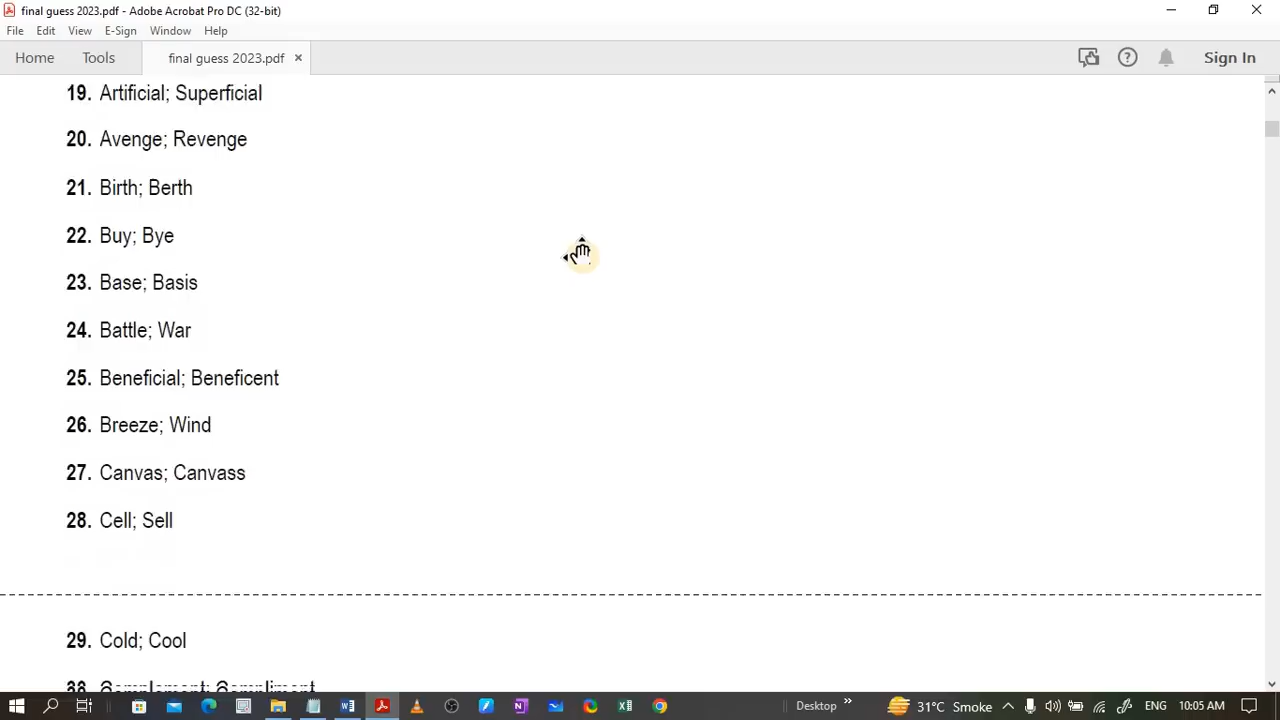 final guess 2023.pdf - Adobe Acrobat Pro DC (32-bit)
File Edit View E-Sign Window Help
Home Tools final guess 2023.pdf × Sign In
19. Artificial; Superficial
20. Avenge; Revenge
21. Birth; Berth
22. Buy; Bye
23. Base; Basis
24. Battle; War
25. Beneficial; Beneficent
26. Breeze; Wind
27. Canvas; Canvass
28. Cell; Sell
29. Cold; Cool
Complement; Compliment
Desktop » 31°C Smoke ENG 10:05 AM